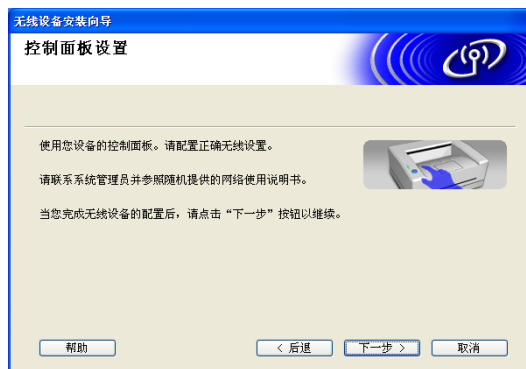 无线设备安装向导
控制面板设置
使用您设备的控制面板。请配置正确无线设置。
请联系系统管理员并参照随机提供的网络使用说明书。
当您完成无线设备的配置后，请点击“下一步”按钮以继续。
帮助
< 后退
下一步 >
取消